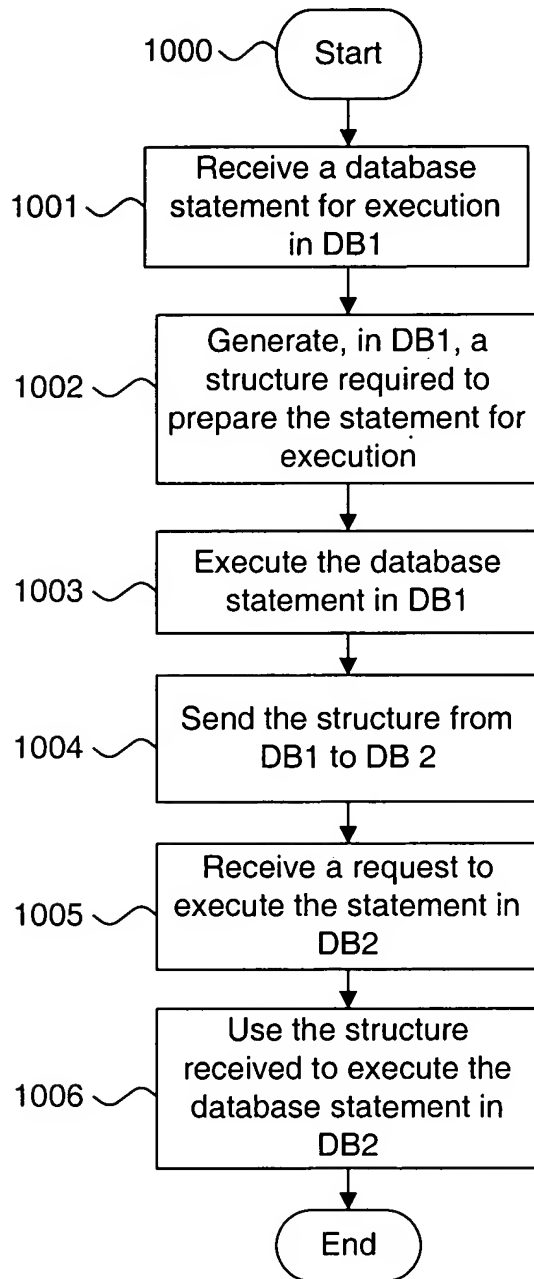 1000
Start
1001
Receive a database
statement for execution
in DB1
1002
Generate, in DB1, a
structure required to
prepare the statement for
execution
1003
Execute the database
statement in DB1
1004
Send the structure from
DB1 to DB 2
1005
Receive a request to
execute the statement in
DB2
1006
Use the structure
received to execute the
database statement in
DB2
End